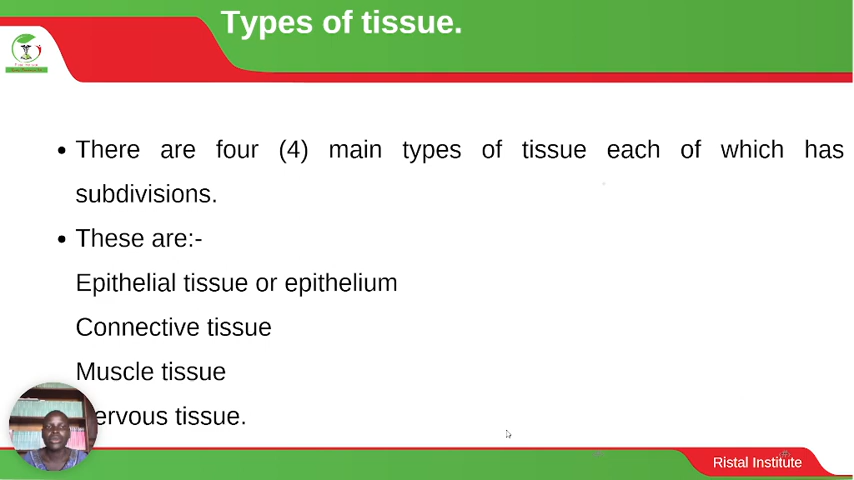 Types of tissue.
There are four (4) main types of tissue each of which has
subdivisions.
These are:-
Epithelial tissue or epithelium
Connective tissue
Muscle tissue
ervous tissue.
Ristal Institute